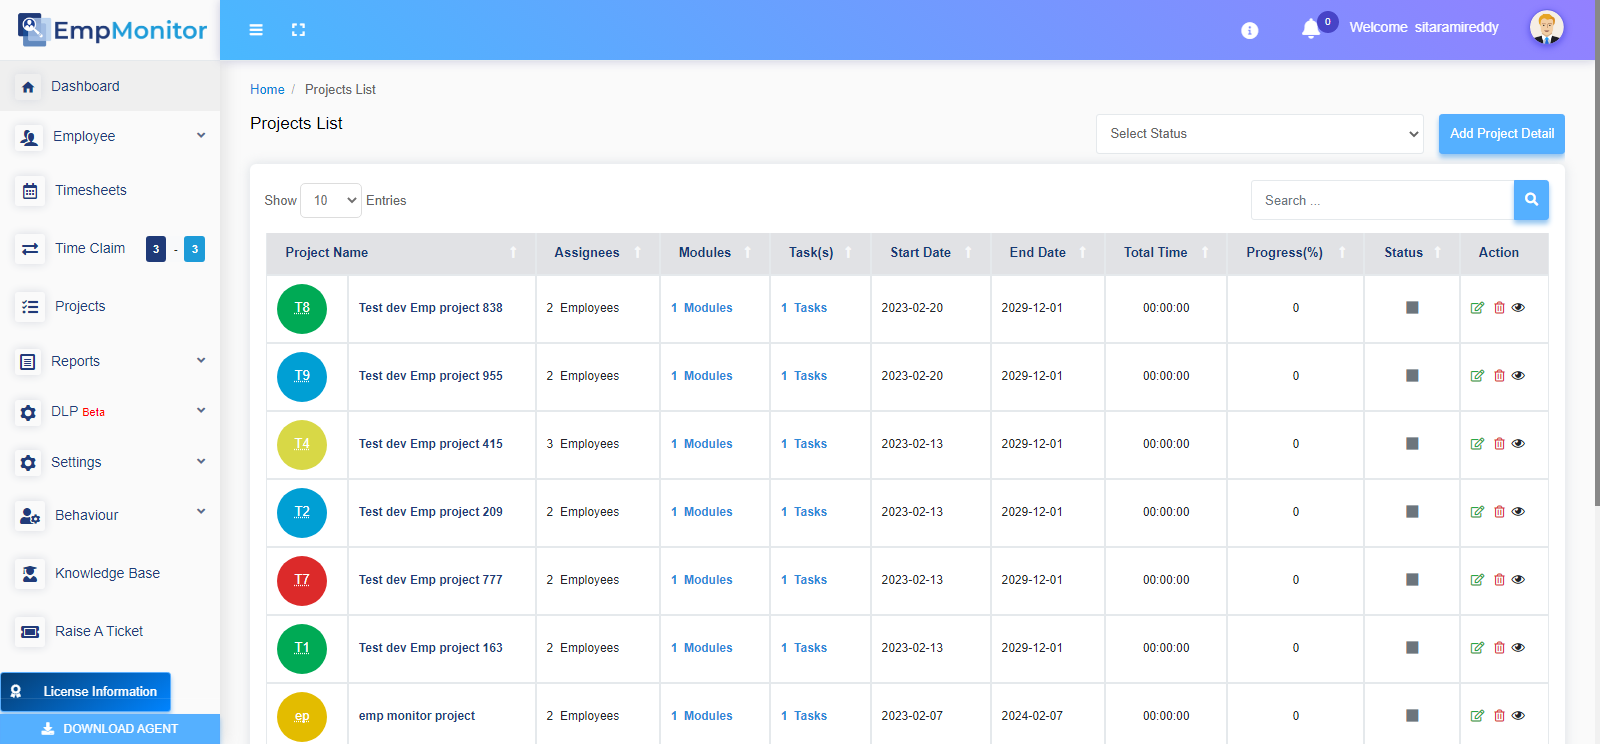 EmpMonitor
0
Welcome sitaramireddy
Dashboard
Employee
Timesheets
Time Claim 3 - 3
Projects
Reports
DLP Beta
Settings
Behaviour
Knowledge Base
Raise A Ticket
License Information
DOWNLOAD AGENT
Home / Projects List
Projects List
Select Status
Add Project Detail
Show 10 Entries
Search ...
Project Name Assignees Modules Task(s) Start Date End Date Total Time Progress(%) Status Action
T8 Test dev Emp project 838 2 Employees 1 Modules 1 Tasks 2023-02-20 2029-12-01 00:00:00 0
T9 Test dev Emp project 955 2 Employees 1 Modules 1 Tasks 2023-02-20 2029-12-01 00:00:00 0
T4 Test dev Emp project 415 3 Employees 1 Modules 1 Tasks 2023-02-13 2029-12-01 00:00:00 0
T2 Test dev Emp project 209 2 Employees 1 Modules 1 Tasks 2023-02-13 2029-12-01 00:00:00 0
T7 Test dev Emp project 777 2 Employees 1 Modules 1 Tasks 2023-02-13 2029-12-01 00:00:00 0
T1 Test dev Emp project 163 2 Employees 1 Modules 1 Tasks 2023-02-13 2029-12-01 00:00:00 0
ep emp monitor project 2 Employees 1 Modules 1 Tasks 2023-02-07 2024-02-07 00:00:00 0